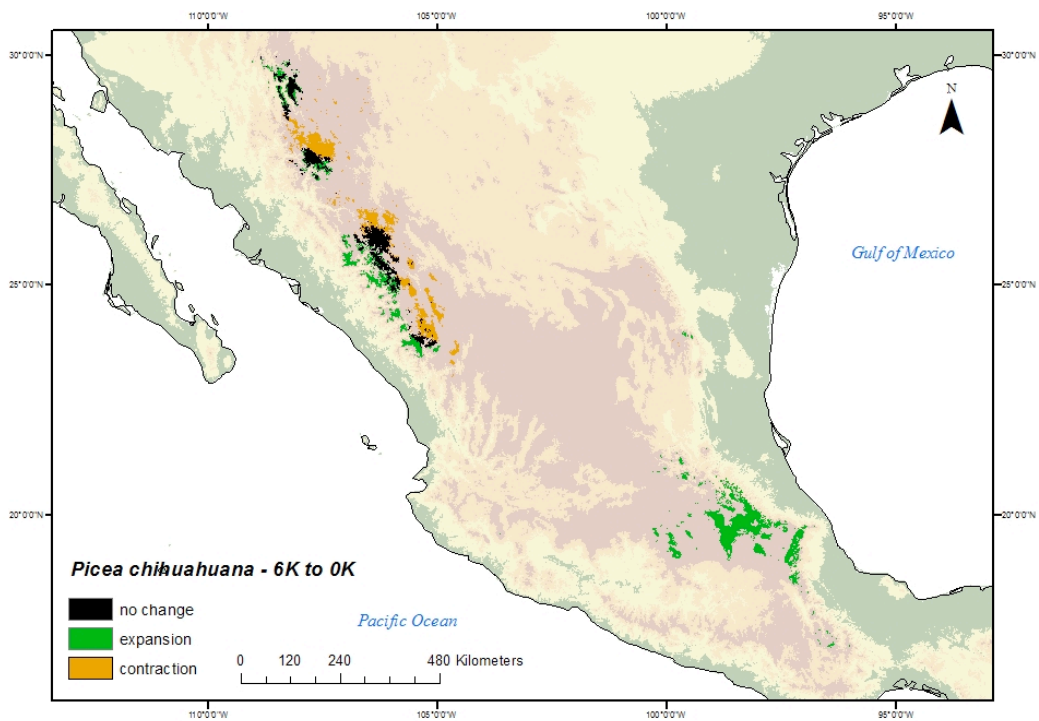 110°0'0"W 105°0'0"W 100°0'0"W 95°0'0"W
30°0'0"N 30°0'0"N
N
Gulf of Mexico
25°0'0"N 25°0'0"N
20°0'0"N 20°0'0"N
Picea chihuahuana - 6K to 0K
no change
Pacific Ocean
expansion
0 120 240 480 Kilometers
contraction
110°0'0"W 105°0'0"W 100°0'0"W 95°0'0"W